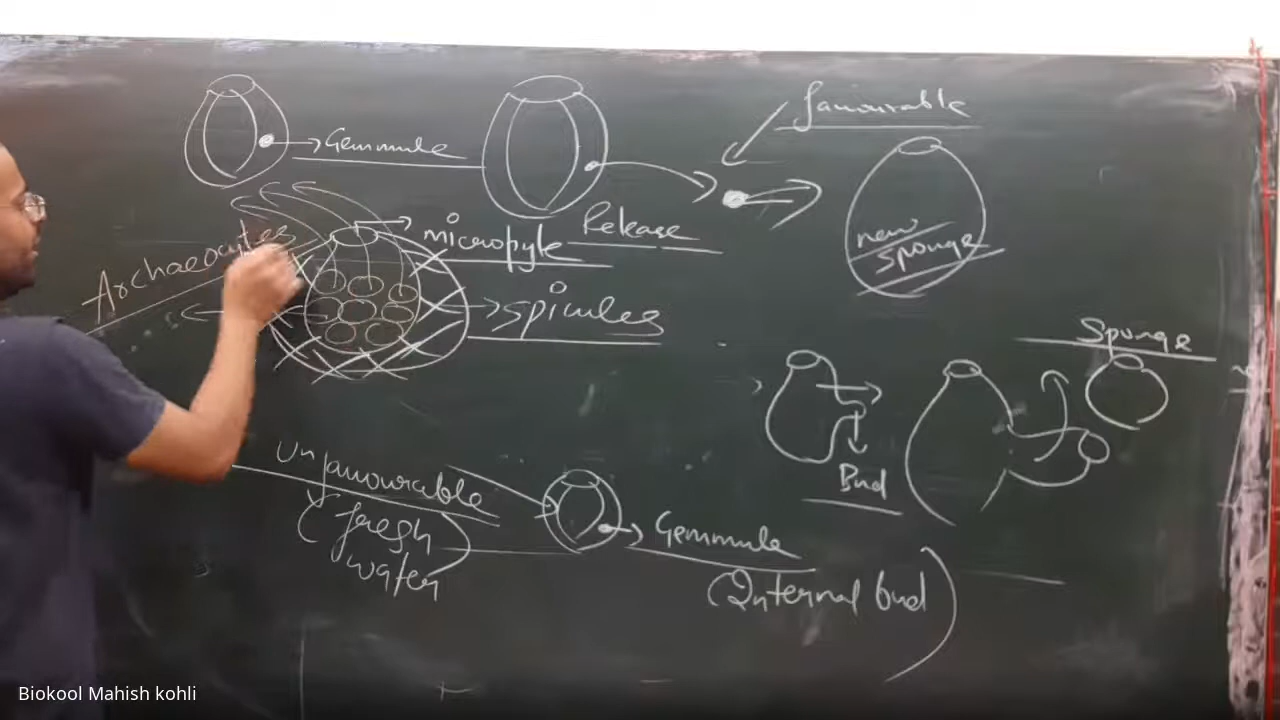 favourable
Gemmule
Release
micropyle
new
sponge
Archaeocytes
spicules
Sponge
Bud
unfavourable
(fresh
water)
Gemmule
(Internal bud)
Biokool Mahish kohli